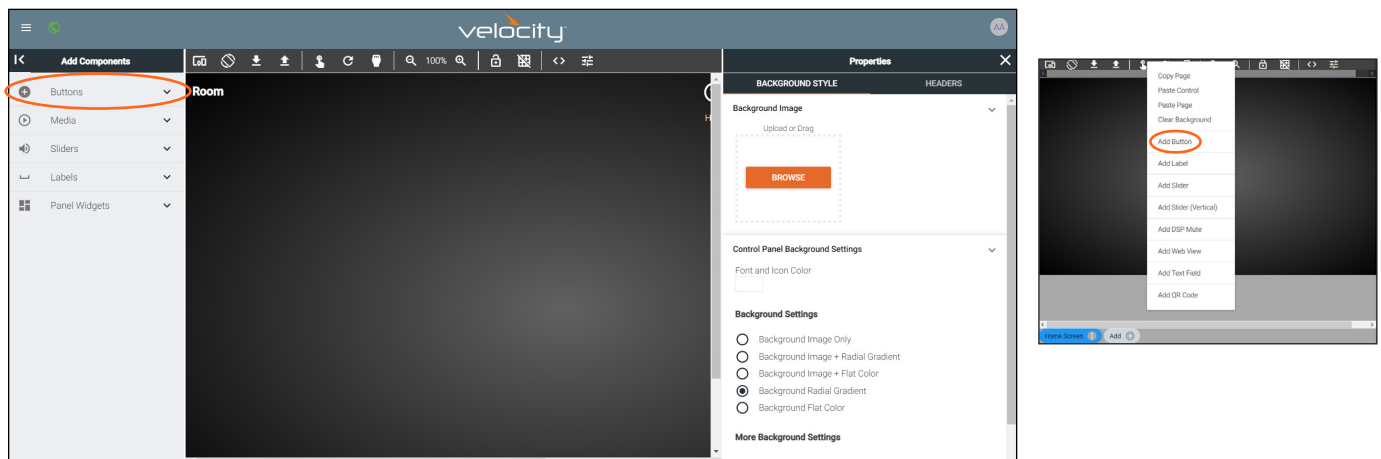 velocity
AA
Add Components
100%
Properties
Buttons
Media
Sliders
Labels
Panel Widgets
Room
H
BACKGROUND STYLE
HEADERS
Background Image
Upload or Drag
BROWSE
Control Panel Background Settings
Font and Icon Color
Background Settings
Background Image Only
Background Image + Radial Gradient
Background Image + Flat Color
Background Radial Gradient
Background Flat Color
More Background Settings
Copy Page
Paste Control
Paste Page
Clear Background
Add Button
Add Label
Add Slider
Add Slider (Vertical)
Add DSP Mute
Add Web View
Add Text Field
Add QR Code
Home Screen
Add